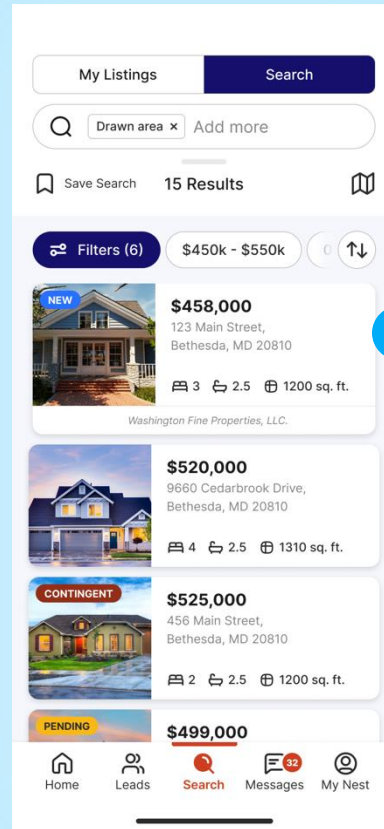 My Listings
Search
Drawn area ×
Add more
Save Search
15 Results
Filters (6)
$450k - $550k
NEW
$458,000
123 Main Street,
Bethesda, MD 20810
3
2.5
1200 sq. ft.
Washington Fine Properties, LLC.
$520,000
9660 Cedarbrook Drive,
Bethesda, MD 20810
4
2.5
1310 sq. ft.
CONTINGENT
$525,000
456 Main Street,
Bethesda, MD 20810
2
2.5
1200 sq. ft.
PENDING
$499,000
32
Home
Leads
Search
Messages
My Nest